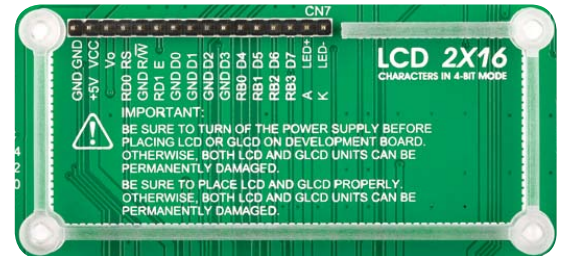 CN7
GND GND
+5V VCC
Vo
RD0 RS
GND R/W
RD1 E
GND D0
GND D1
GND D2
GND D3
RB0 D4
RB1 D5
RB2 D6
RB3 D7
A LED+
K LED-
LCD 2X16
CHARACTERS IN 4-BIT MODE
IMPORTANT:
BE SURE TO TURN OF THE POWER SUPPLY BEFORE
PLACING LCD OR GLCD ON DEVELOPMENT BOARD.
OTHERWISE, BOTH LCD AND GLCD UNITS CAN BE
PERMANENTLY DAMAGED.
BE SURE TO PLACE LCD AND GLCD PROPERLY.
OTHERWISE, BOTH LCD AND GLCD UNITS CAN BE
PERMANENTLY DAMAGED.
4
2
0